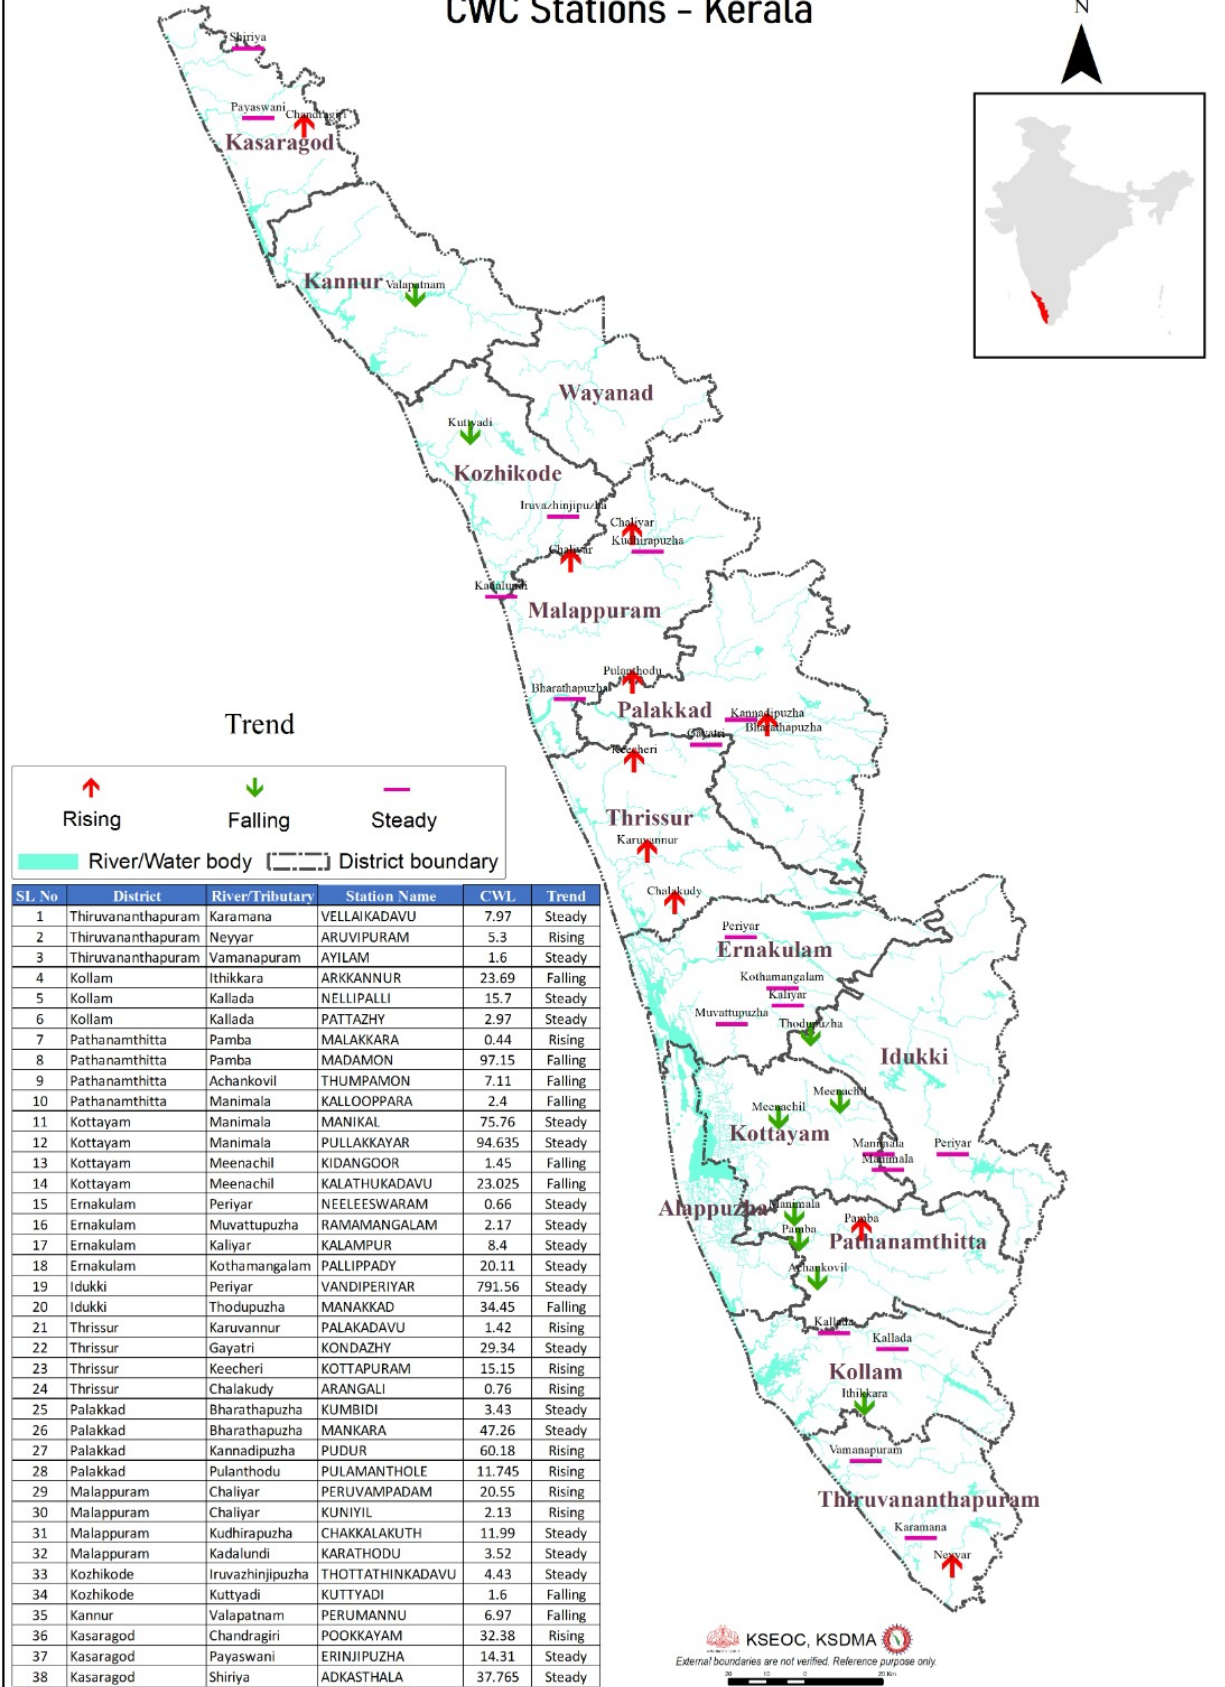 CWC Stations - Kerala
N
Shiriya
Payaswani
Chandragiri
Kasaragod
Kannur
Valapatnam
Wayanad
Kuttyadi
Kozhikode
Iruvazhinjipuzha
Chaliyar
Kudhirapuzha
Chaliyar
Kadalundi
Malappuram
Pulanthodu
Bharathapuzha
Palakkad
Kannadipuzha
Bharathapuzha
Gayatri
Keecheri
Thrissur
Karuvannur
Chalakudy
Periyar
Ernakulam
Kothamangalam
Kaliyar
Muvattupuzha
Thodupuzha
Idukki
Meenachil
Meenachil
Kottayam
Manimala
Periyar
Manimala
Alappuzha
Manimala
Pamba
Pamba
Pathanamthitta
Achankovil
Kallada
Kallada
Kollam
Ithikkara
Vamanapuram
Thiruvananthapuram
Karamana
Neyyar
Trend
Rising Falling Steady
River/Water body District boundary
SL No District River/Tributary Station Name CWL Trend
1 Thiruvananthapuram Karamana VELLAIKADAVU 7.97 Steady
2 Thiruvananthapuram Neyyar ARUVIPURAM 5.3 Rising
3 Thiruvananthapuram Vamanapuram AYILAM 1.6 Steady
4 Kollam Ithikkara ARKKANNUR 23.69 Falling
5 Kollam Kallada NELLIPALLI 15.7 Steady
6 Kollam Kallada PATTAZHY 2.97 Steady
7 Pathanamthitta Pamba MALAKKARA 0.44 Rising
8 Pathanamthitta Pamba MADAMON 97.15 Falling
9 Pathanamthitta Achankovil THUMPAMON 7.11 Falling
10 Pathanamthitta Manimala KALLOOPPARA 2.4 Falling
11 Kottayam Manimala MANIKAL 75.76 Steady
12 Kottayam Manimala PULLAKKAYAR 94.635 Steady
13 Kottayam Meenachil KIDANGOOR 1.45 Falling
14 Kottayam Meenachil KALATHUKADAVU 23.025 Falling
15 Ernakulam Periyar NEELEESWARAM 0.66 Steady
16 Ernakulam Muvattupuzha RAMAMANGALAM 2.17 Steady
17 Ernakulam Kaliyar KALAMPUR 8.4 Steady
18 Ernakulam Kothamangalam PALLIPPADY 20.11 Steady
19 Idukki Periyar VANDIPERIYAR 791.56 Steady
20 Idukki Thodupuzha MANAKKAD 34.45 Falling
21 Thrissur Karuvannur PALAKADAVU 1.42 Rising
22 Thrissur Gayatri KONDAZHY 29.34 Steady
23 Thrissur Keecheri KOTTAPURAM 15.15 Rising
24 Thrissur Chalakudy ARANGALI 0.76 Rising
25 Palakkad Bharathapuzha KUMBIDI 3.43 Steady
26 Palakkad Bharathapuzha MANKARA 47.26 Steady
27 Palakkad Kannadipuzha PUDUR 60.18 Rising
28 Palakkad Pulanthodu PULAMANTHOLE 11.745 Rising
29 Malappuram Chaliyar PERUVAMPADAM 20.55 Rising
30 Malappuram Chaliyar KUNIYIL 2.13 Rising
31 Malappuram Kudhirapuzha CHAKKALAKUTH 11.99 Steady
32 Malappuram Kadalundi KARATHODU 3.52 Steady
33 Kozhikode Iruvazhinjipuzha THOTTATHINKADAVU 4.43 Steady
34 Kozhikode Kuttyadi KUTTYADI 1.6 Falling
35 Kannur Valapatnam PERUMANNU 6.97 Falling
36 Kasaragod Chandragiri POOKKAYAM 32.38 Rising
37 Kasaragod Payaswani ERINJIPUZHA 14.31 Steady
38 Kasaragod Shiriya ADKASTHALA 37.765 Steady
KSEOC, KSDMA
External boundaries are not verified. Reference purpose only.
20 10 0 20 Km